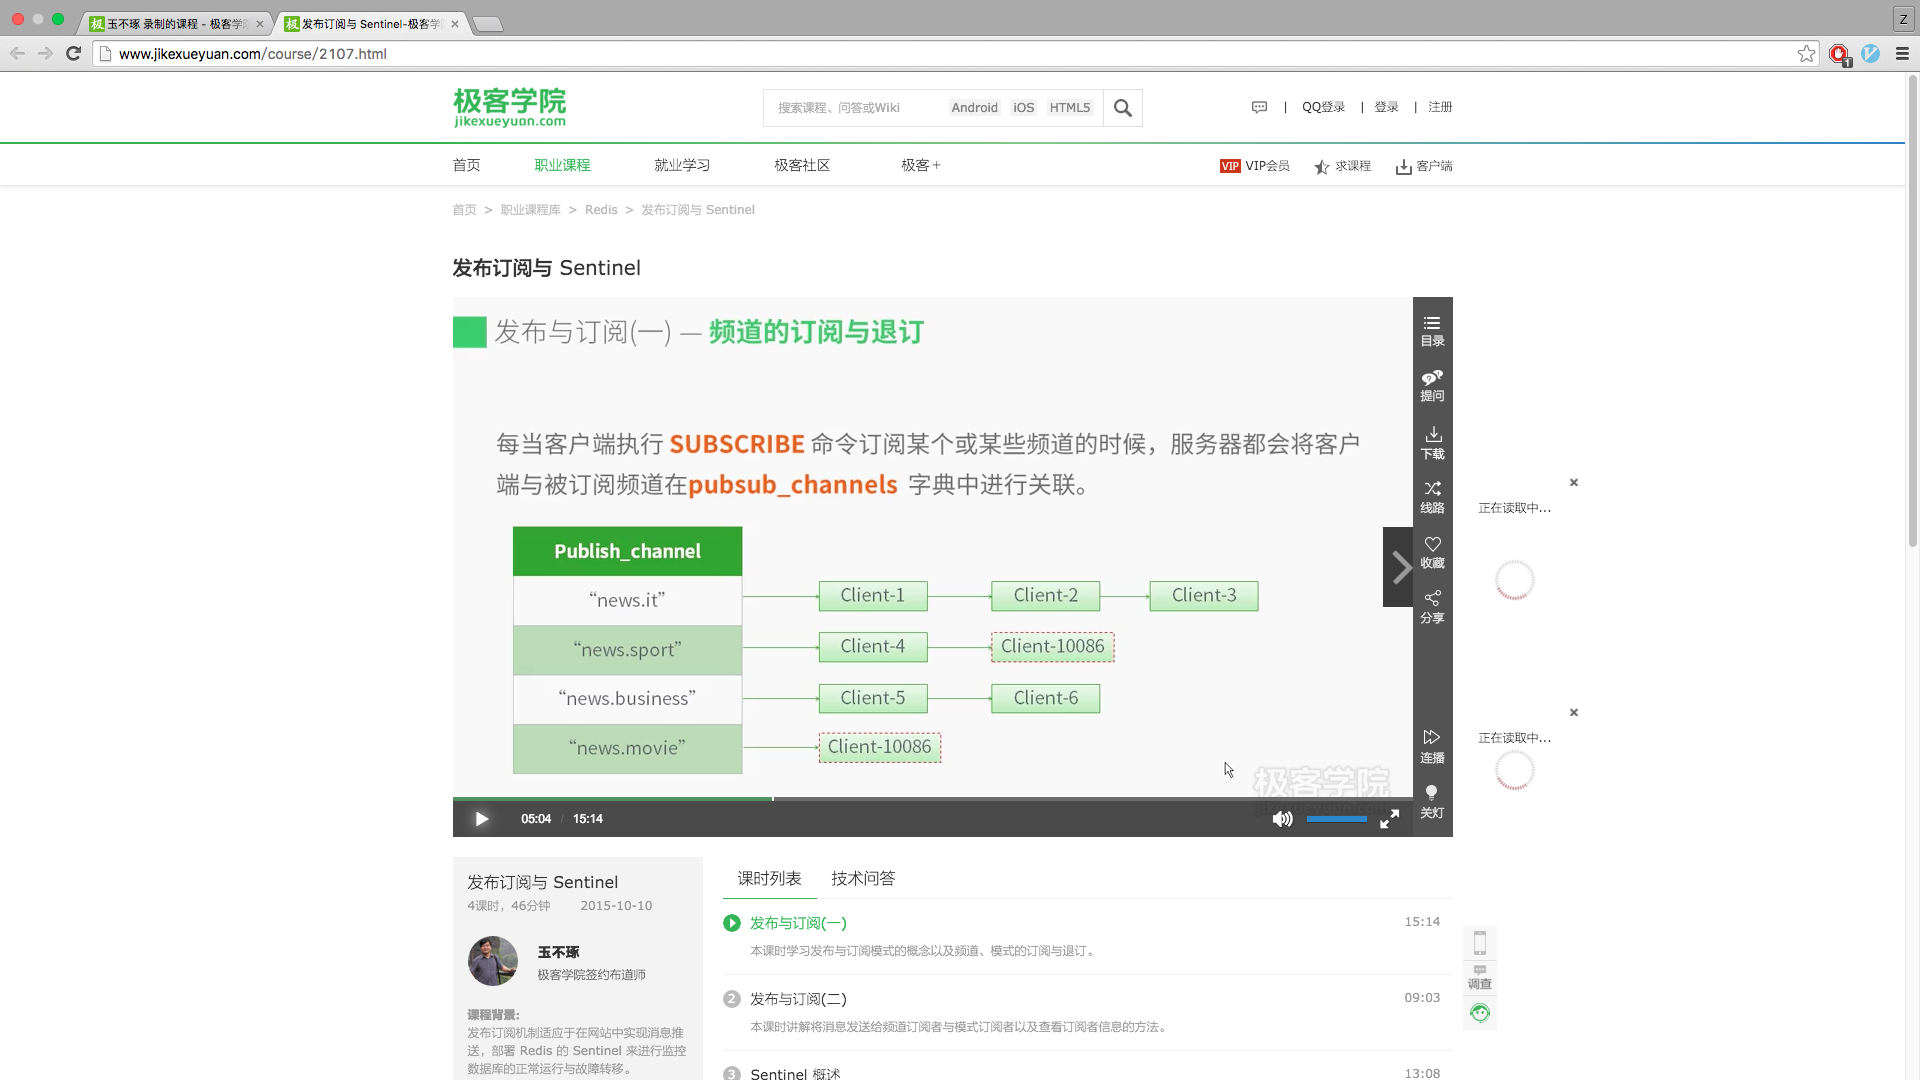 玉不琢 录制的课程 - 极客学
发布订阅与 Sentinel-极客学
Z
www.jikexueyuan.com/course/2107.html
极客学院
jikexueyuan.com
搜索课程、问答或Wiki
Android
iOS
HTML5
| QQ登录 | 登录 | 注册
首页
职业课程
就业学习
极客社区
极客+
VIP VIP会员
求课程
客户端
首页 > 职业课程库 > Redis > 发布订阅与 Sentinel
发布订阅与 Sentinel
发布与订阅(一) — 频道的订阅与退订
每当客户端执行 SUBSCRIBE 命令订阅某个或某些频道的时候，服务器都会将客户
端与被订阅频道在pubsub_channels 字典中进行关联。
Publish_channel
“news.it”
Client-1
Client-2
Client-3
“news.sport”
Client-4
Client-10086
“news.business”
Client-5
Client-6
“news.movie”
Client-10086
极客学院
jikexueyuan.com
05:04 / 15:14
目录
提问
下载
线路
收藏
分享
连播
关灯
×
正在读取中...
×
正在读取中...
发布订阅与 Sentinel
4课时，46分钟 2015-10-10
玉不琢
极客学院签约布道师
课程背景:
发布订阅机制适应于在网站中实现消息推
送，部署 Redis 的 Sentinel 来进行监控
数据库的正常运行与故障转移。
课时列表
技术问答
发布与订阅(一)
15:14
本课时学习发布与订阅模式的概念以及频道、模式的订阅与退订。
2 发布与订阅(二)
09:03
本课时讲解将消息发送给频道订阅者与模式订阅者以及查看订阅者信息的方法。
3 Sentinel 概述
13:08
调查